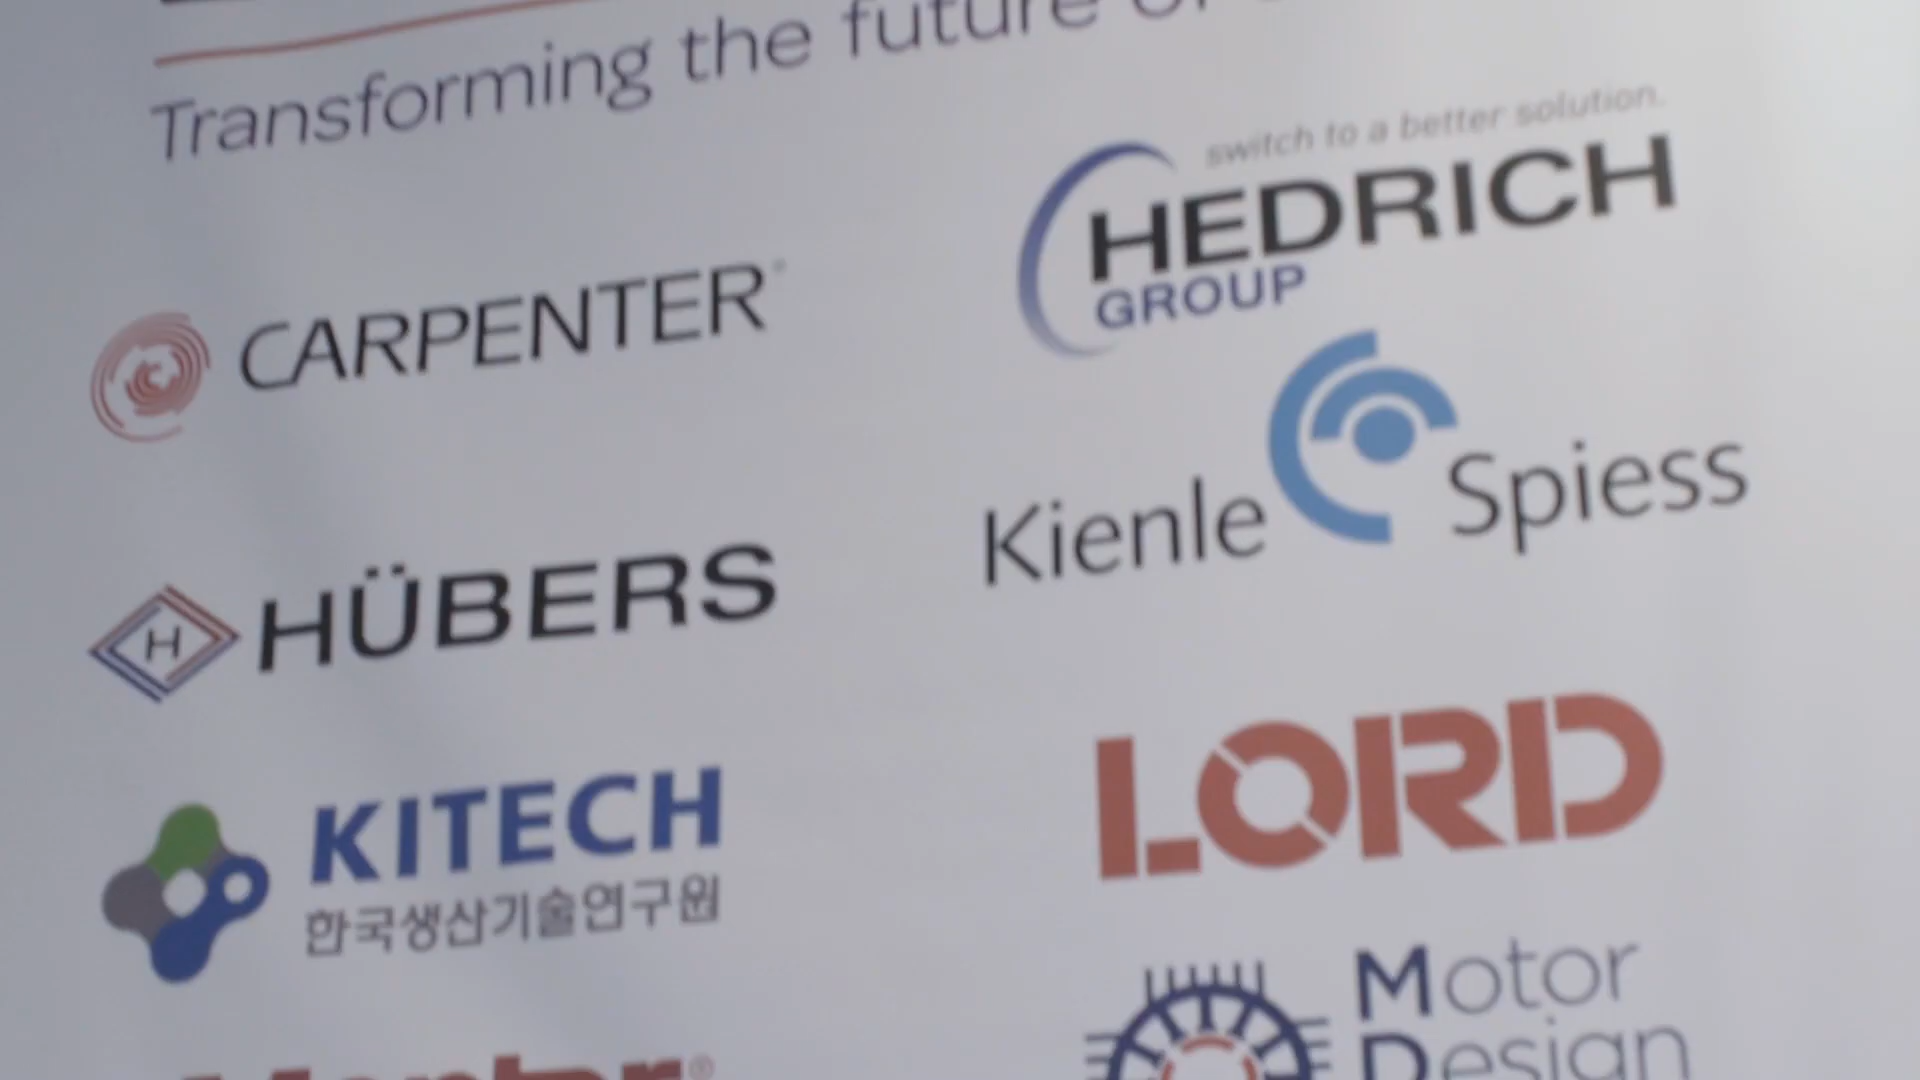 Transforming the future of
switch to a better solution.
HEDRICH
GROUP
CARPENTER
Kienle Spiess
H HÜBERS
LORD
KITECH
한국생산기술연구원
Motor
Design